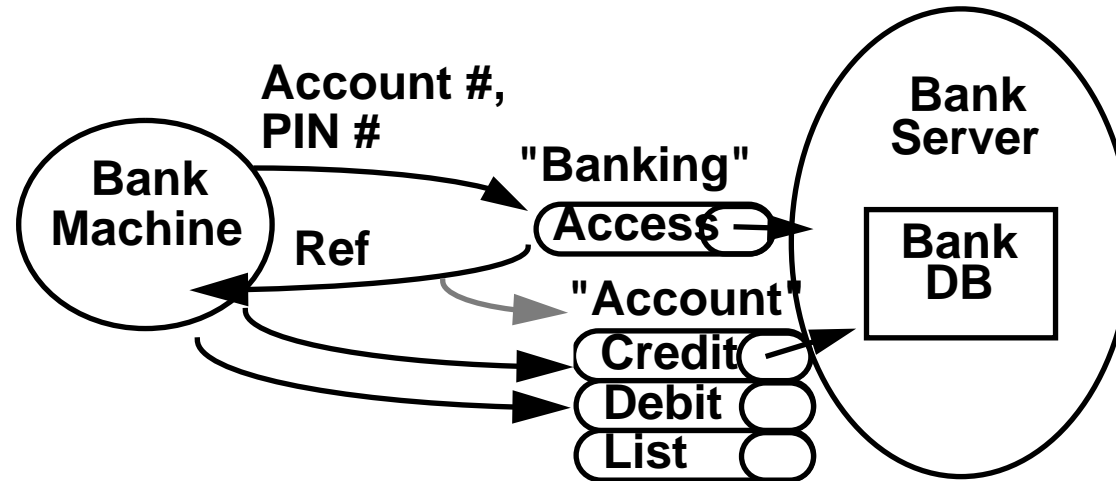 Account #,
PIN #
Bank
Machine
"Banking"
Access
Bank
Server
Ref
"Account"
Credit
Debit
List
Bank
DB